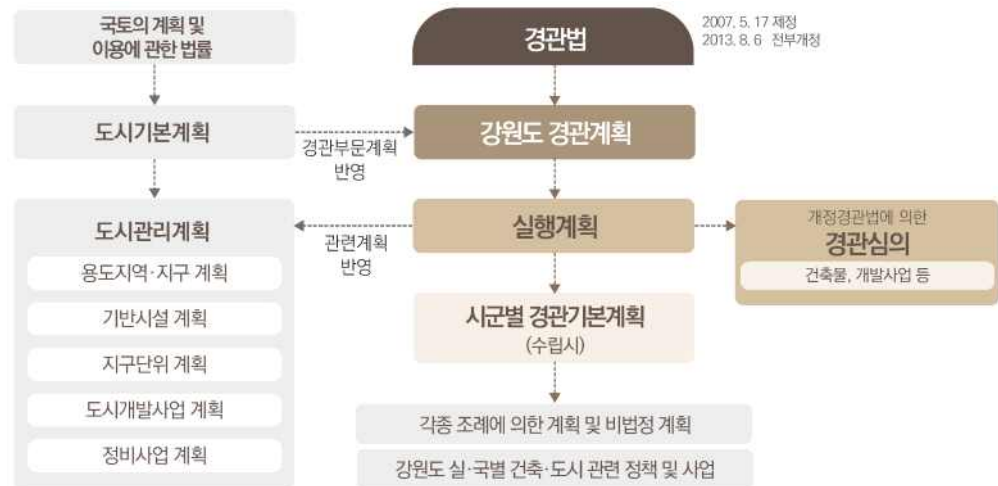 국토의 계획 및
이용에 관한 법률
경관법
2007. 5. 17 제정
2013. 8. 6 전부개정
도시기본계획
경관부문계획
반영
강원도 경관계획
도시관리계획
용도지역·지구 계획
기반시설 계획
지구단위 계획
도시개발사업 계획
정비사업 계획
관련계획
반영
실행계획
개정경관법에 의한
경관심의
건축물, 개발사업 등
시군별 경관기본계획
(수립시)
각종 조례에 의한 계획 및 비법정 계획
강원도 실·국별 건축·도시 관련 정책 및 사업